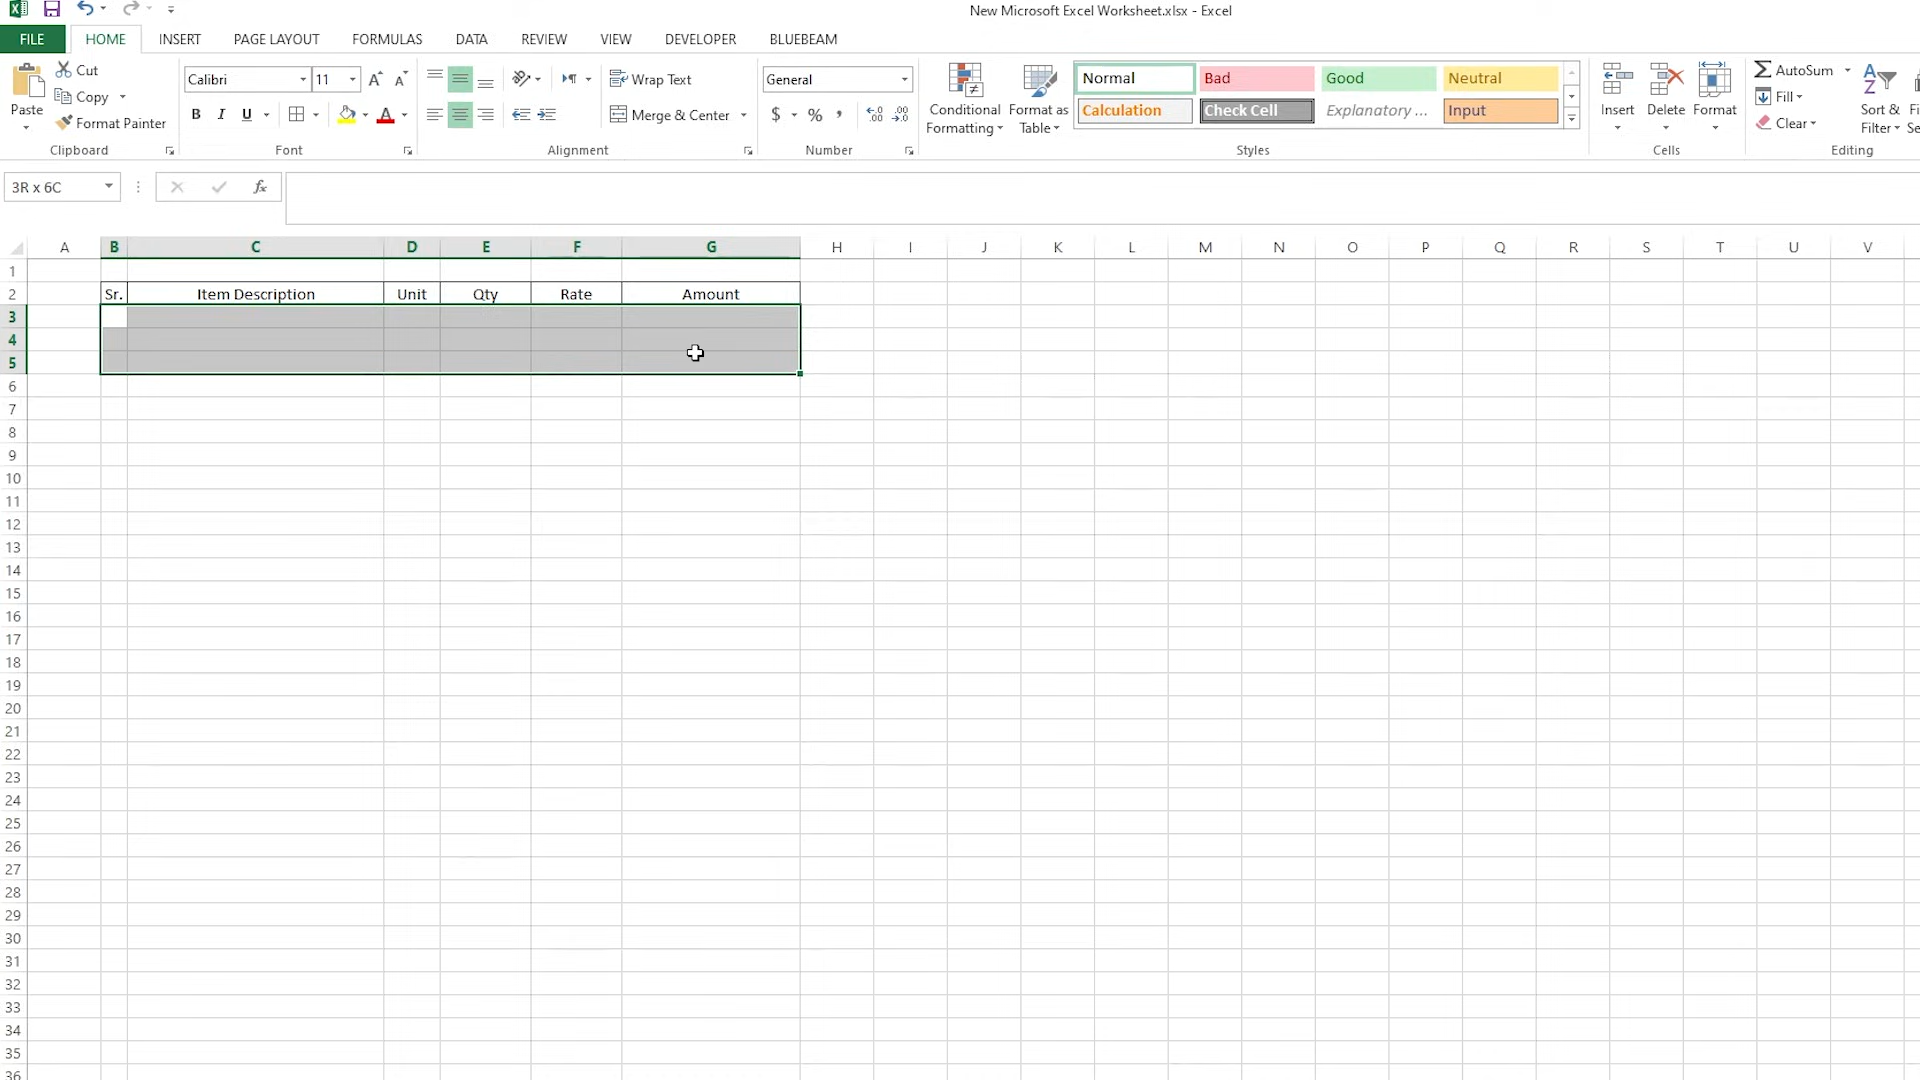 New Microsoft Excel Worksheet.xlsx - Excel
FILE HOME INSERT PAGE LAYOUT FORMULAS DATA REVIEW VIEW DEVELOPER BLUEBEAM
Paste
Cut
Copy
Format Painter
Clipboard
Calibri 11
B I U A
Font
Wrap Text
Merge & Center
Alignment
General
$ % ,
Number
Conditional Formatting
Format as Table
Normal Bad Good Neutral
Calculation Check Cell Explanatory ... Input
Styles
Insert Delete Format
Cells
AutoSum
Fill
Clear
Sort & Filter
Editing
3R x 6C
fx
A B C D E F G H I J K L M N O P Q R S T U V
1
2 Sr. Item Description Unit Qty Rate Amount
3
4
5
6
7
8
9
10
11
12
13
14
15
16
17
18
19
20
21
22
23
24
25
26
27
28
29
30
31
32
33
34
35
36